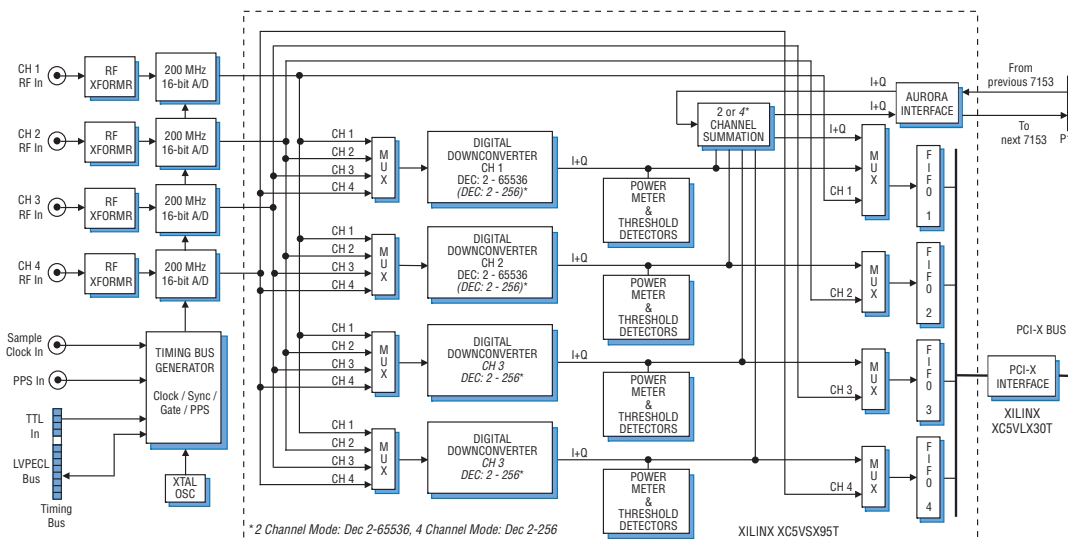 CH 1
RF In
RF
XFORMR
200 MHz
16-bit A/D
CH 2
RF In
RF
XFORMR
200 MHz
16-bit A/D
CH 3
RF In
RF
XFORMR
200 MHz
16-bit A/D
CH 4
RF In
RF
XFORMR
200 MHz
16-bit A/D
Sample
Clock In
PPS In
TTL
In
LVPECL
Bus
Timing
Bus
TIMING BUS
GENERATOR
Clock / Sync /
Gate / PPS
XTAL
OSC
CH 1
CH 2
CH 3
CH 4
MUX
DIGITAL
DOWNCONVERTER
CH 1
DEC: 2 - 65536
(DEC: 2 - 256)*
I+Q
POWER
METER
&
THRESHOLD
DETECTORS
CH 1
CH 2
CH 3
CH 4
MUX
DIGITAL
DOWNCONVERTER
CH 2
DEC: 2 - 65536
(DEC: 2 - 256)*
I+Q
POWER
METER
&
THRESHOLD
DETECTORS
CH 1
CH 2
CH 3
CH 4
MUX
DIGITAL
DOWNCONVERTER
CH 3
DEC: 2 - 256*
I+Q
POWER
METER
&
THRESHOLD
DETECTORS
CH 1
CH 2
CH 3
CH 4
MUX
DIGITAL
DOWNCONVERTER
CH 3
DEC: 2 - 256*
I+Q
POWER
METER
&
THRESHOLD
DETECTORS
2 or 4*
CHANNEL
SUMMATION
I+Q
I+Q
AURORA
INTERFACE
From
previous 7153
To
next 7153
I+Q
CH 1
MUX
FIFO 1
CH 2
MUX
FIFO 2
CH 3
MUX
FIFO 3
CH 4
MUX
FIFO 4
PCI-X BUS
PCI-X
INTERFACE
XILINX
XC5VLX30T
* 2 Channel Mode: Dec 2-65536, 4 Channel Mode: Dec 2-256
XILINX XC5VSX95T